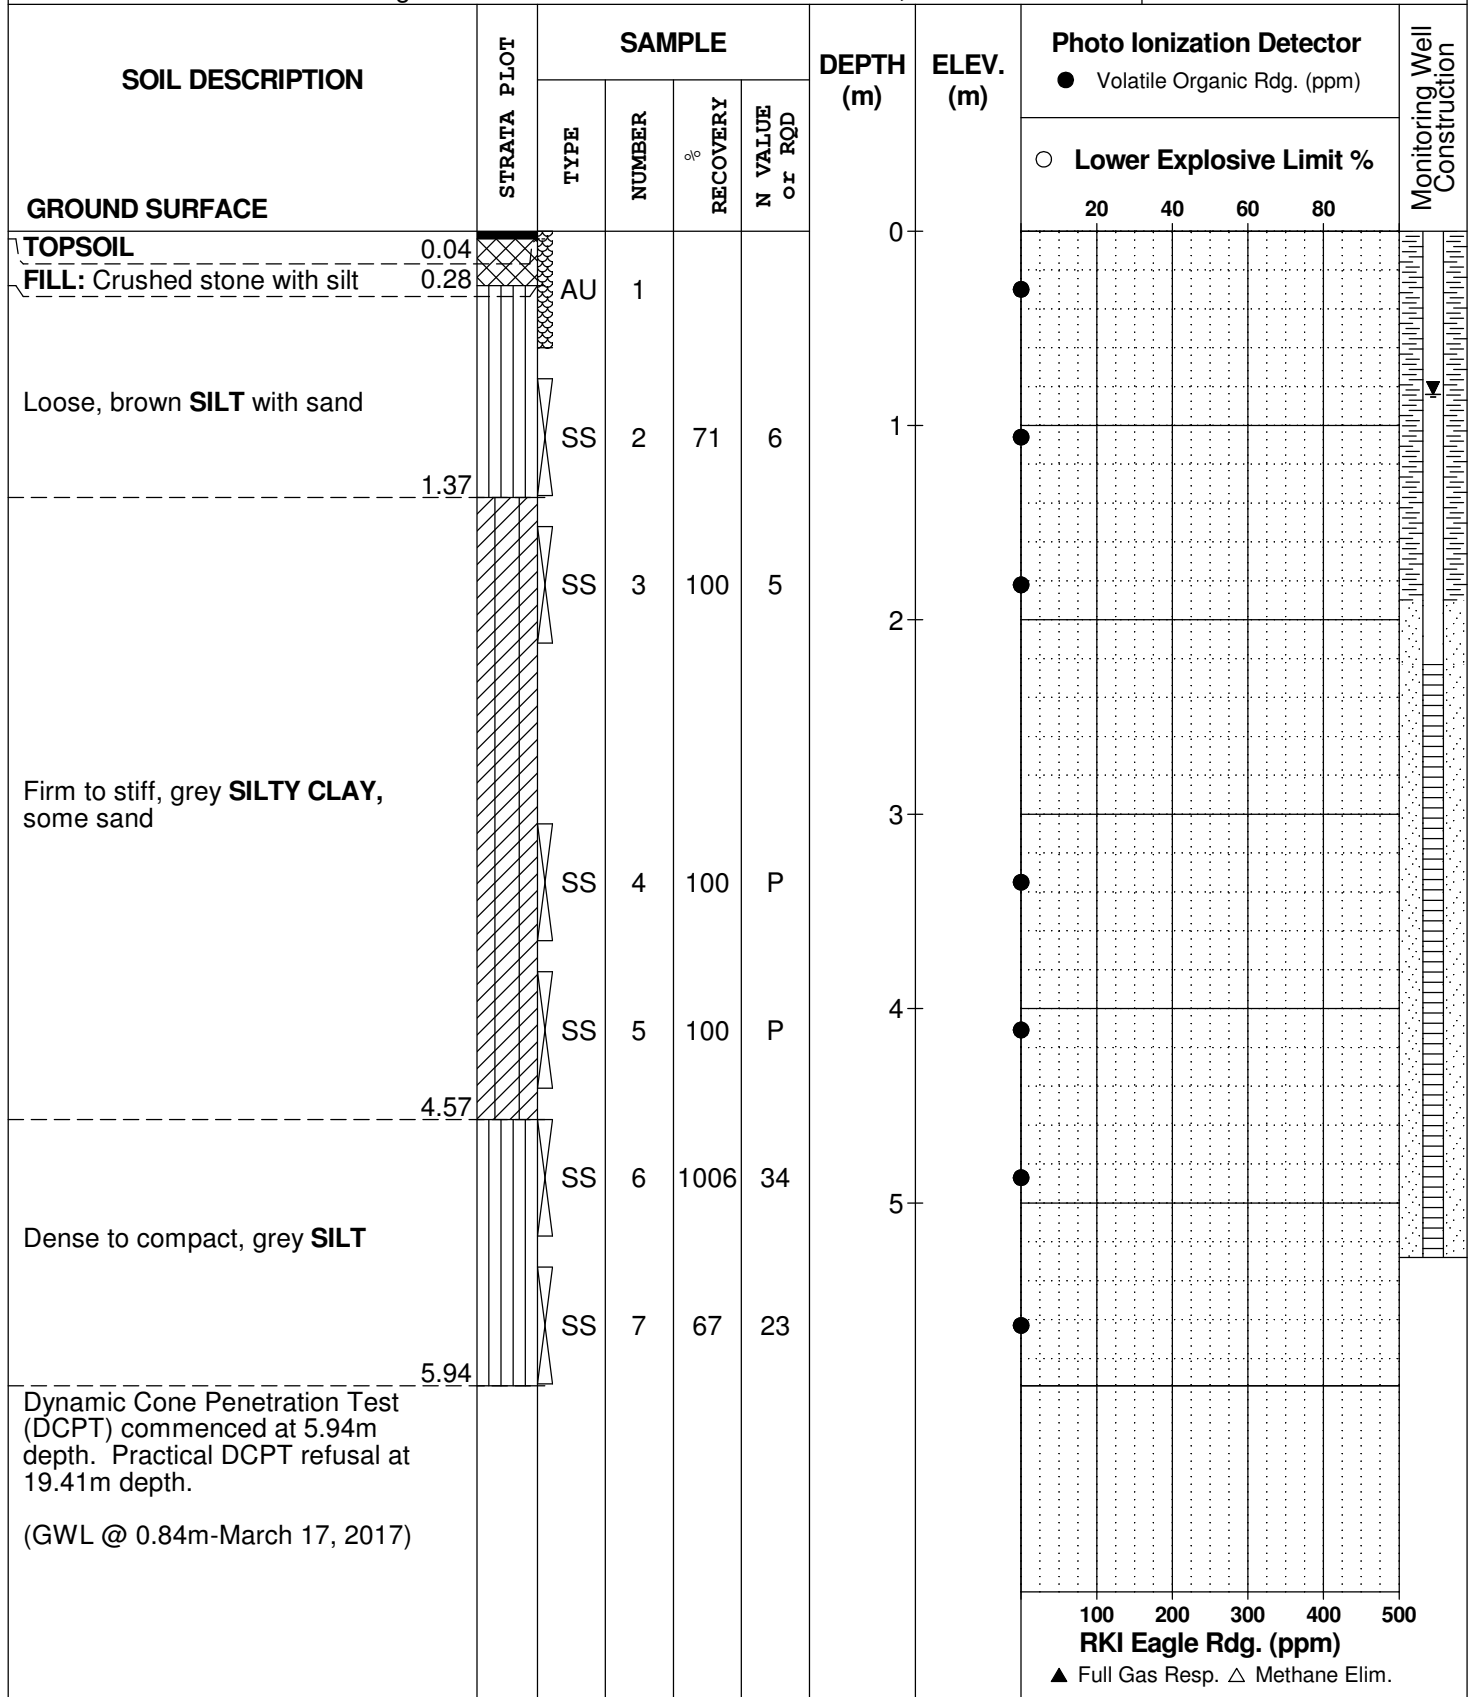 SOIL DESCRIPTION
GROUND SURFACE
STRATA PLOT
SAMPLE
TYPE
NUMBER
%
RECOVERY
N VALUE
or RQD
DEPTH
(m)
ELEV.
(m)
Photo Ionization Detector
● Volatile Organic Rdg. (ppm)
○ Lower Explosive Limit %
20 40 60 80
Monitoring Well
Construction
0
TOPSOIL 0.04
FILL: Crushed stone with silt 0.28
AU 1
Loose, brown SILT with sand
SS 2 71 6
1
1.37
SS 3 100 5
2
Firm to stiff, grey SILTY CLAY,
some sand
3
SS 4 100 P
4
SS 5 100 P
4.57
SS 6 1006 34
5
Dense to compact, grey SILT
SS 7 67 23
5.94
Dynamic Cone Penetration Test
(DCPT) commenced at 5.94m
depth. Practical DCPT refusal at
19.41m depth.
(GWL @ 0.84m-March 17, 2017)
100 200 300 400 500
RKI Eagle Rdg. (ppm)
▲ Full Gas Resp. △ Methane Elim.